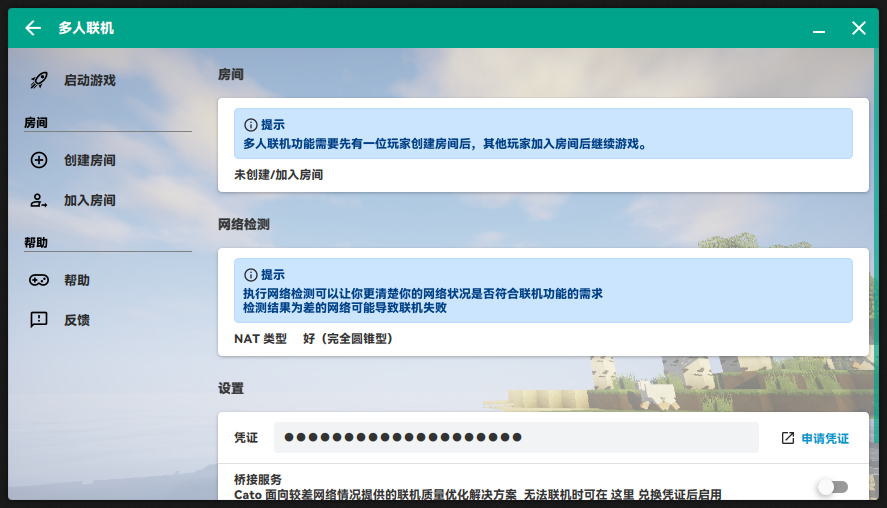 多人联机
启动游戏
房间
创建房间
加入房间
帮助
帮助
反馈
房间
提示
多人联机功能需要先有一位玩家创建房间后，其他玩家加入房间后继续游戏。
未创建/加入房间
网络检测
提示
执行网络检测可以让你更清楚你的网络状况是否符合联机功能的需求
检测结果为差的网络可能导致联机失败
NAT 类型 好（完全圆锥型）
设置
凭证 ●●●●●●●●●●●●●●●●●●●● 申请凭证
桥接服务
Cato 面向较差网络情况提供的联机质量优化解决方案 无法联机时可在 这里 兑换凭证后启用